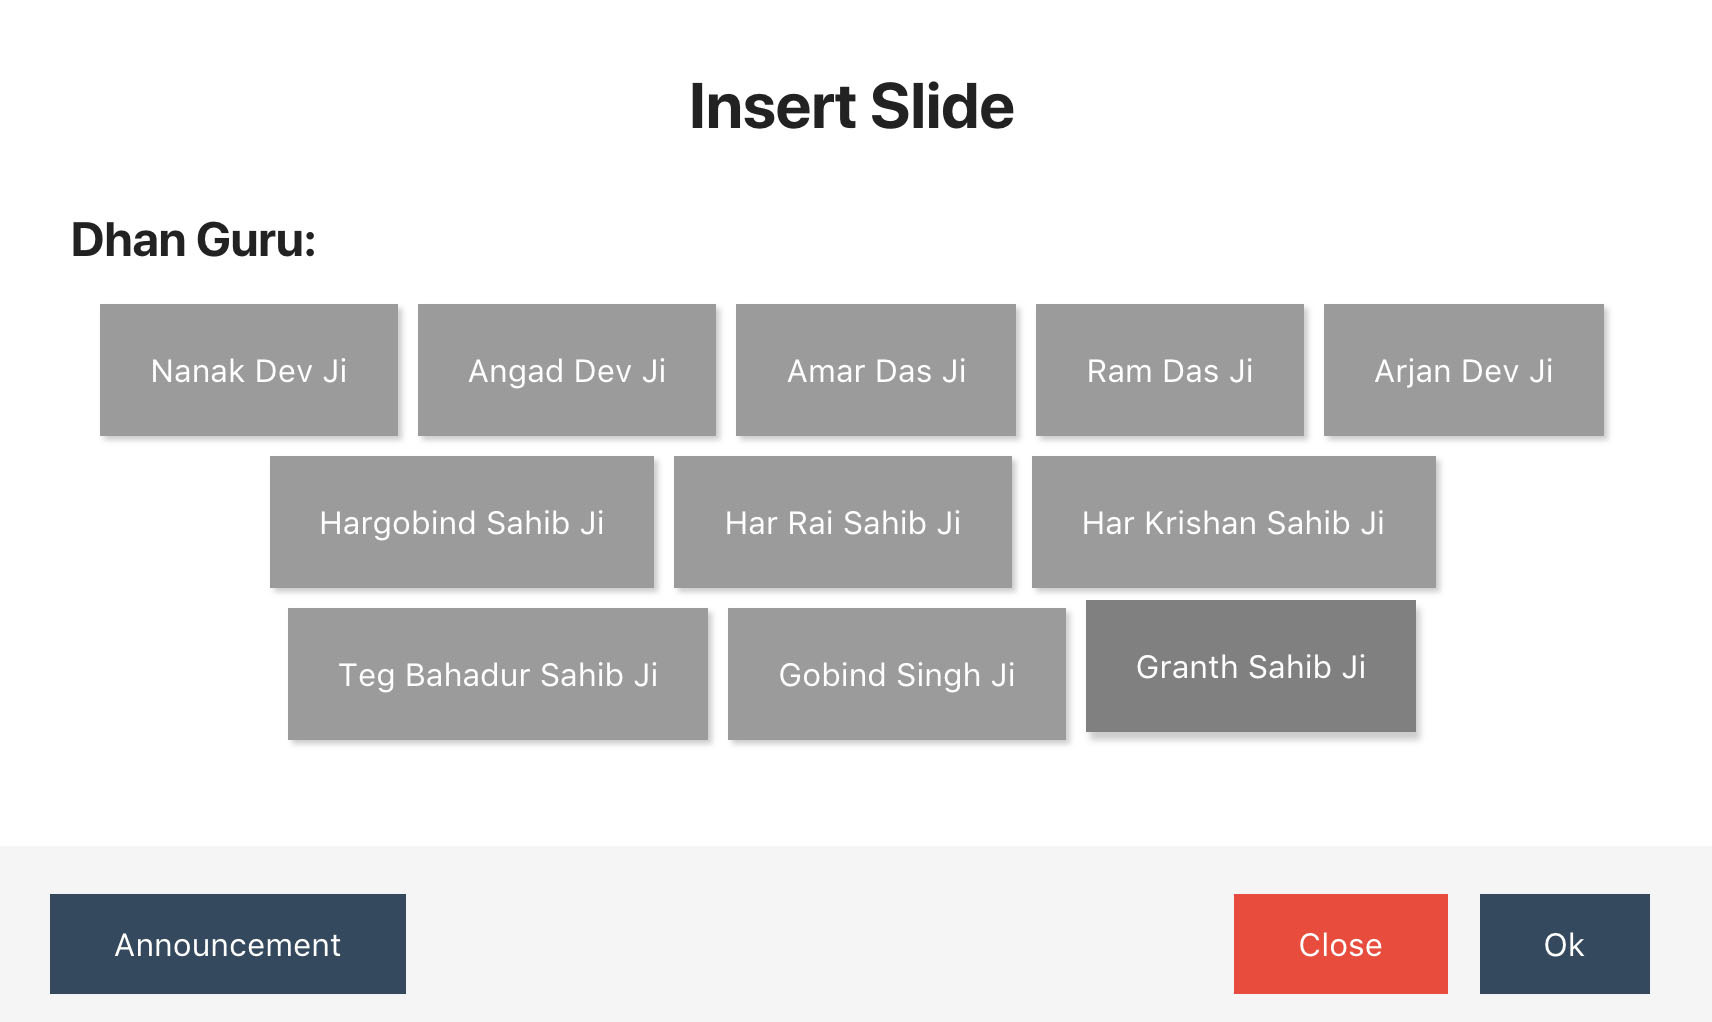 Insert Slide
Dhan Guru:
Nanak Dev Ji
Angad Dev Ji
Amar Das Ji
Ram Das Ji
Arjan Dev Ji
Hargobind Sahib Ji
Har Rai Sahib Ji
Har Krishan Sahib Ji
Teg Bahadur Sahib Ji
Gobind Singh Ji
Granth Sahib Ji
Announcement
Close
Ok